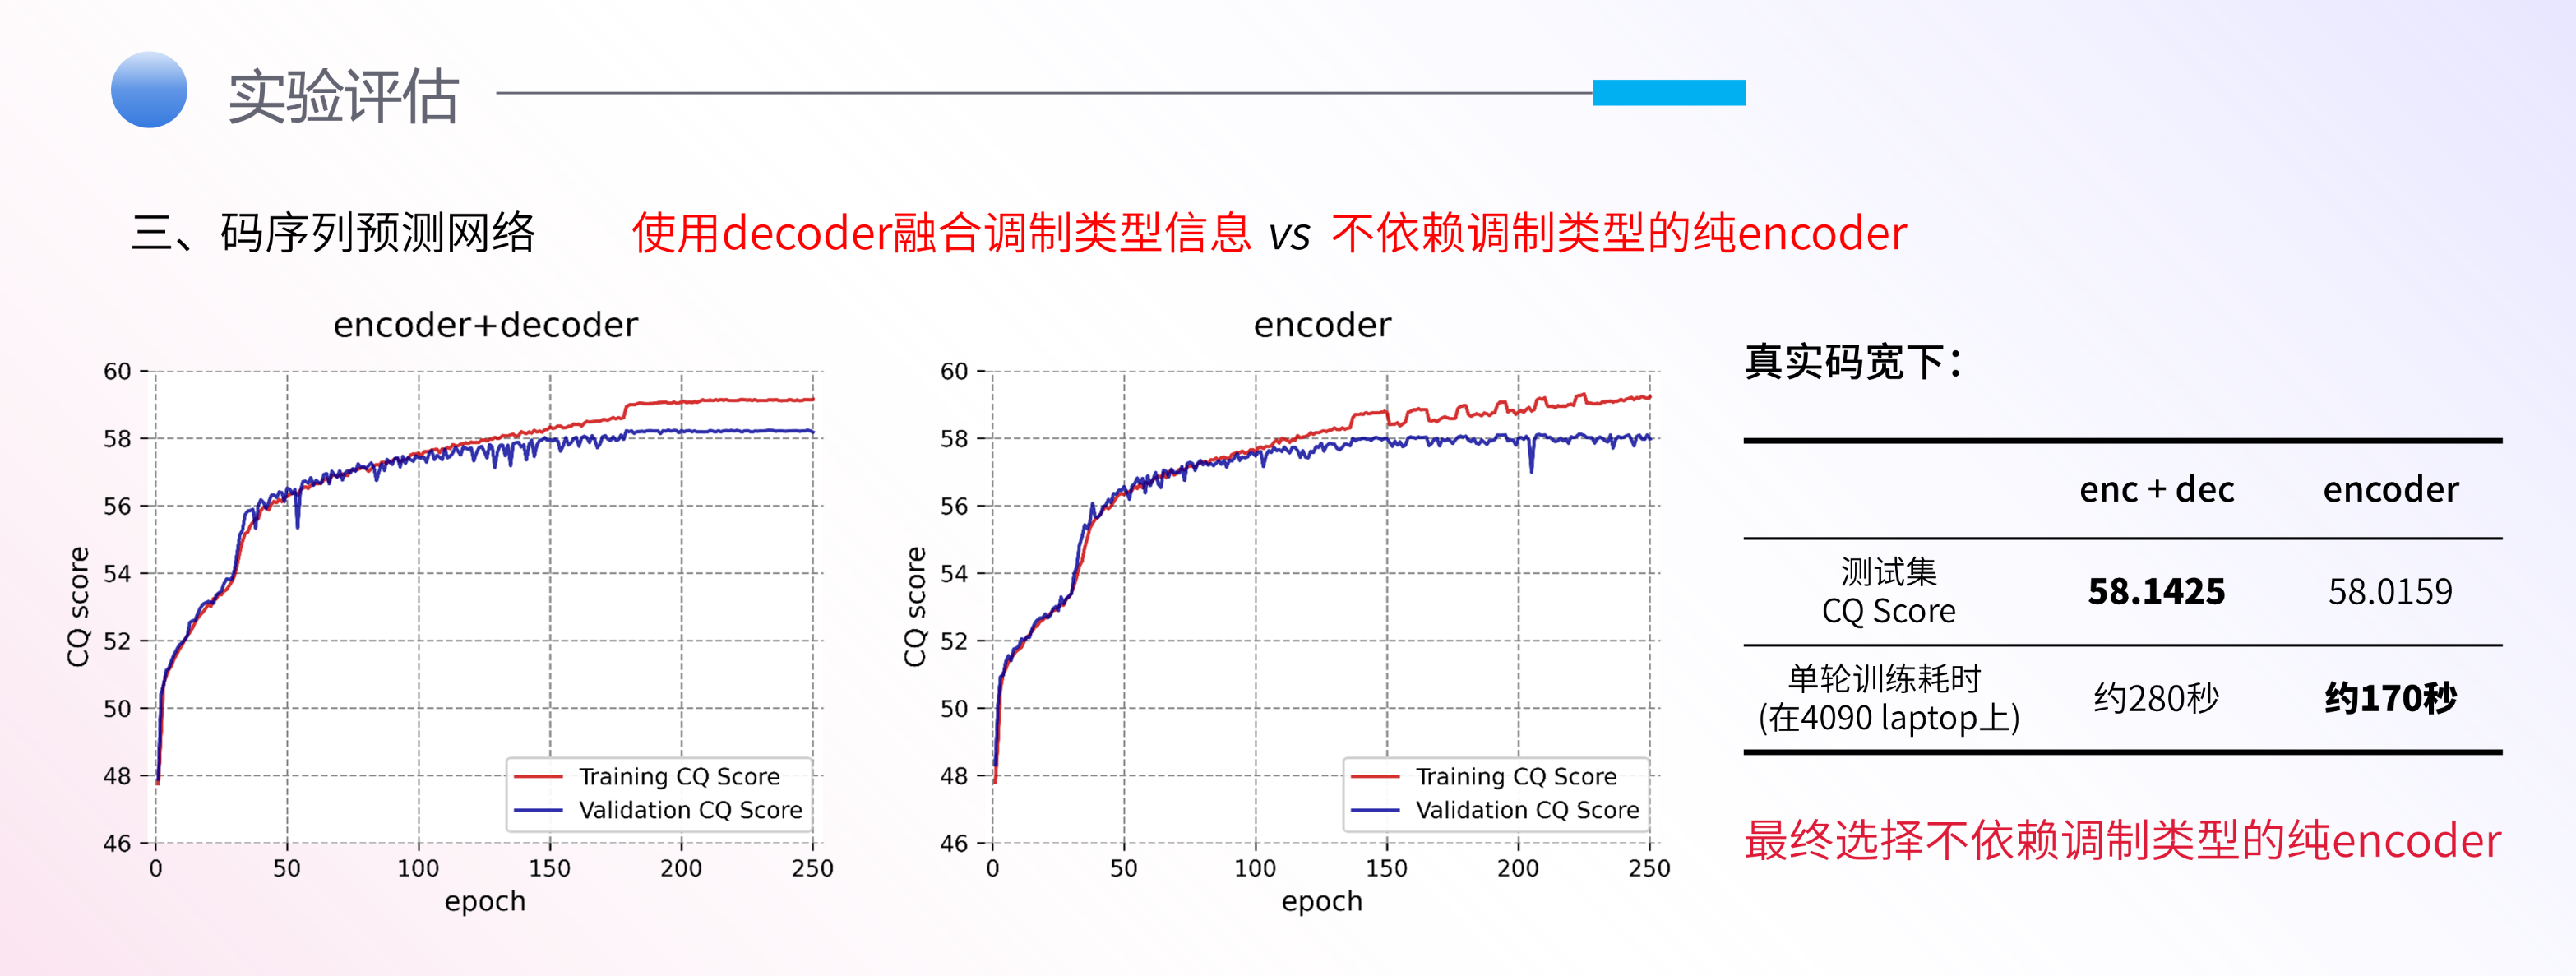 实验评估
三、码序列预测网络 使用decoder融合调制类型信息 vs 不依赖调制类型的纯encoder
encoder+decoder
60
58
56
54
52
50
48
46
CQ score
0 50 100 150 200 250
epoch
Training CQ Score
Validation CQ Score
encoder
60
58
56
54
52
50
48
46
CQ score
0 50 100 150 200 250
epoch
Training CQ Score
Validation CQ Score
真实码宽下：
enc + dec encoder
测试集
CQ Score
58.1425 58.0159
单轮训练耗时
(在4090 laptop上)
约280秒 约170秒
最终选择不依赖调制类型的纯encoder